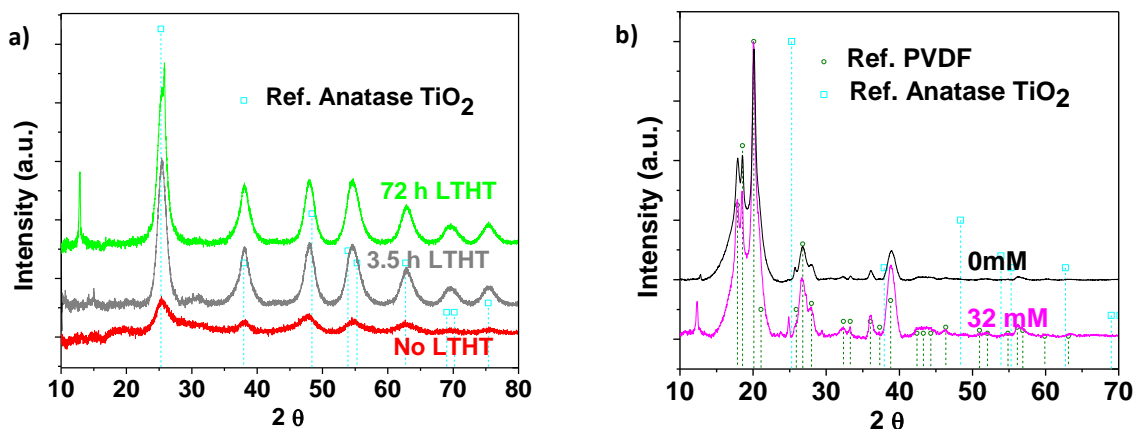 a)
Intensity (a.u.)
Ref. Anatase TiO2
72 h LTHT
3.5 h LTHT
No LTHT
10 20 30 40 50 60 70 80
2 θ
b)
Intensity (a.u.)
Ref. PVDF
Ref. Anatase TiO2
0mM
32 mM
10 20 30 40 50 60 70
2 θ